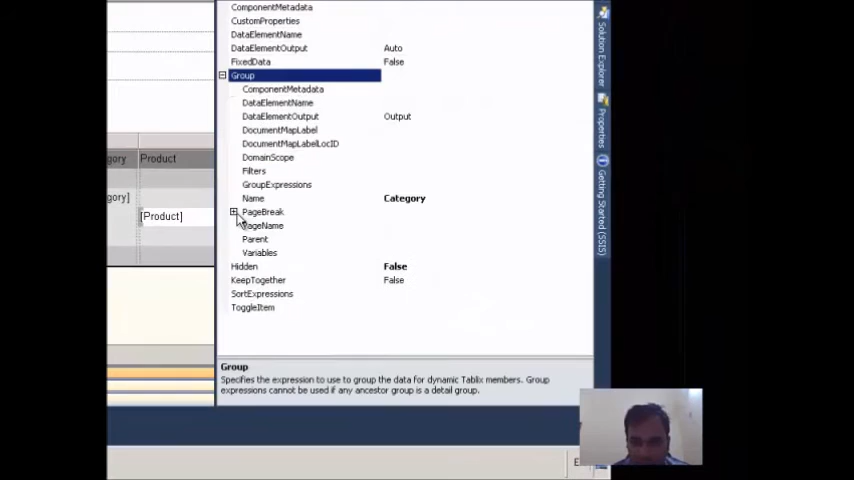 ComponentMetadata
CustomProperties
DataElementName
DataElementOutput Auto
FixedData False
Group
ComponentMetadata
DataElementName
DataElementOutput Output
DocumentMapLabel
DocumentMapLabelLocID
DomainScope
Filters
GroupExpressions
Name Category
PageBreak
PageName
Parent
Variables
Hidden False
KeepTogether False
SortExpressions
ToggleItem
gory Product
gory]
[Product]
Group
Specifies the expression to use to group the data for dynamic Tablix members. Group
expressions cannot be used if any ancestor group is a detail group.
Solution Explorer
Properties
Getting Started (SSIS)